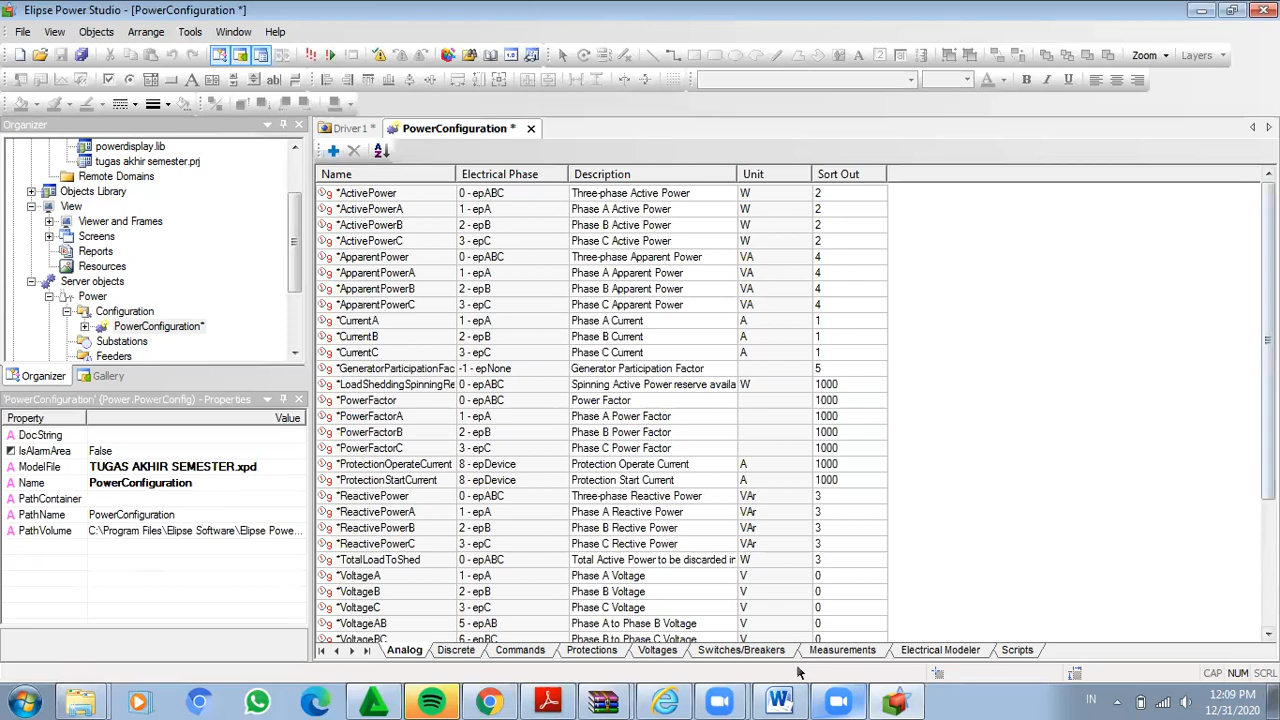 Elipse Power Studio - [PowerConfiguration *]
File View Objects Arrange Tools Window Help
Zoom Layers
Organizer
powerdisplay.lib
tugas akhir semester.prj
Remote Domains
Objects Library
View
Viewer and Frames
Screens
Reports
Resources
Server objects
Power
Configuration
PowerConfiguration*
Substations
Feeders
Organizer Gallery
'PowerConfiguration' (Power.PowerConfig) - Properties
Property Value
DocString
IsAlarmArea False
ModelFile TUGAS AKHIR SEMESTER.xpd
Name PowerConfiguration
PathContainer
PathName PowerConfiguration
PathVolume C:\Program Files\Elipse Software\Elipse Powe...
Driver1 * PowerConfiguration *
Name Electrical Phase Description Unit Sort Out
*ActivePower 0 - epABC Three-phase Active Power W 2
*ActivePowerA 1 - epA Phase A Active Power W 2
*ActivePowerB 2 - epB Phase B Active Power W 2
*ActivePowerC 3 - epC Phase C Active Power W 2
*ApparentPower 0 - epABC Three-phase Apparent Power VA 4
*ApparentPowerA 1 - epA Phase A Apparent Power VA 4
*ApparentPowerB 2 - epB Phase B Apparent Power VA 4
*ApparentPowerC 3 - epC Phase C Apparent Power VA 4
*CurrentA 1 - epA Phase A Current A 1
*CurrentB 2 - epB Phase B Current A 1
*CurrentC 3 - epC Phase C Current A 1
*GeneratorParticipationFac -1 - epNone Generator Participation Factor 5
*LoadSheddingSpinningRe 0 - epABC Spinning Active Power reserve availa W 1000
*PowerFactor 0 - epABC Power Factor 1000
*PowerFactorA 1 - epA Phase A Power Factor 1000
*PowerFactorB 2 - epB Phase B Power Factor 1000
*PowerFactorC 3 - epC Phase C Power Factor 1000
*ProtectionOperateCurrent 8 - epDevice Protection Operate Current A 1000
*ProtectionStartCurrent 8 - epDevice Protection Start Current A 1000
*ReactivePower 0 - epABC Three-phase Reactive Power VAr 3
*ReactivePowerA 1 - epA Phase A Reactive Power VAr 3
*ReactivePowerB 2 - epB Phase B Rective Power VAr 3
*ReactivePowerC 3 - epC Phase C Rective Power VAr 3
*TotalLoadToShed 0 - epABC Total Active Power to be discarded ir W 3
*VoltageA 1 - epA Phase A Voltage V 0
*VoltageB 2 - epB Phase B Voltage V 0
*VoltageC 3 - epC Phase C Voltage V 0
*VoltageAB 5 - epAB Phase A to Phase B Voltage V 0
*VoltageBC 6 - epBC Phase B to Phase C Voltage V 0
Analog Discrete Commands Protections Voltages Switches/Breakers Measurements Electrical Modeler Scripts
CAP NUM SCRL
IN 12:09 PM
12/31/2020